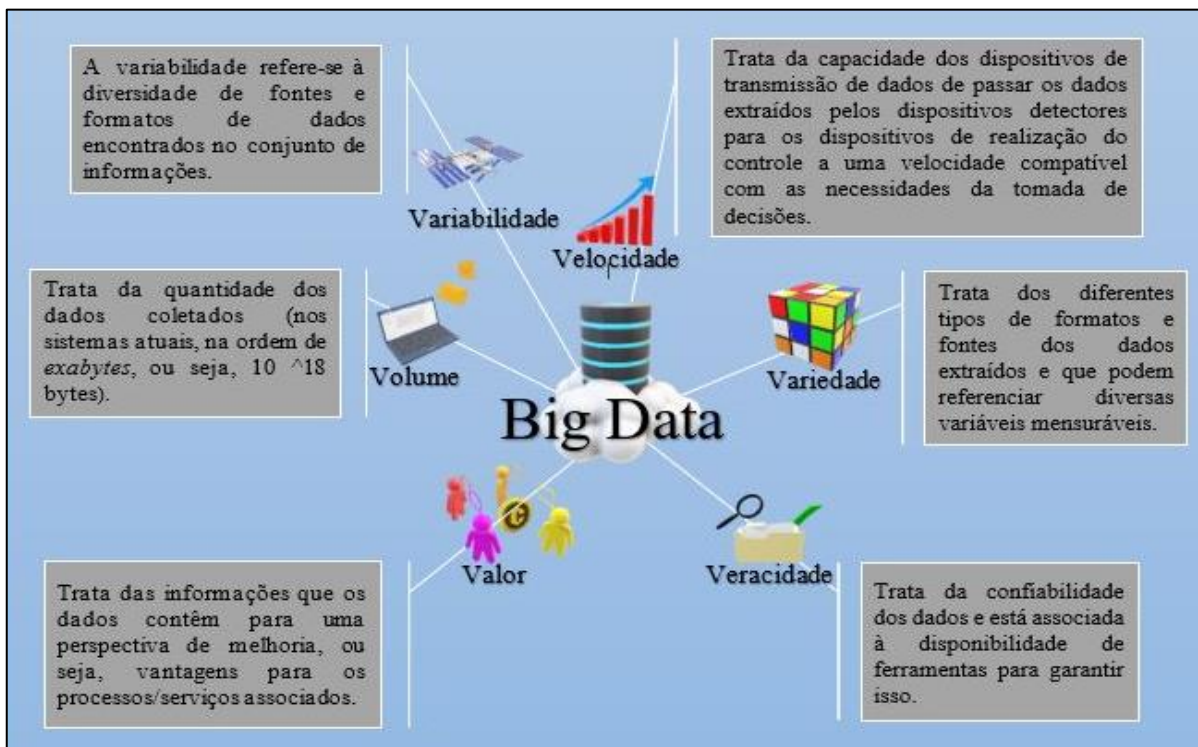 A variabilidade refere-se à
diversidade de fontes e
formatos de dados
encontrados no conjunto de
informações.
Trata da capacidade dos dispositivos de
transmissão de dados de passar os dados
extraídos pelos dispositivos detectores
para os dispositivos de realização do
controle a uma velocidade compatível
com as necessidades da tomada de
decisões.
Variabilidade
Velocidade
Trata da quantidade dos
dados coletados (nos
sistemas atuais, na ordem de
exabytes, ou seja, 10 ^18
bytes).
Volume
Variedade
Trata dos diferentes
tipos de formatos e
fontes dos dados
extraídos e que podem
referenciar diversas
variáveis mensuráveis.
Big Data
Valor
Veracidade
Trata das informações que os
dados contêm para uma
perspectiva de melhoria, ou
seja, vantagens para os
processos/serviços associados.
Trata da confiabilidade
dos dados e está associada
à disponibilidade de
ferramentas para garantir
isso.